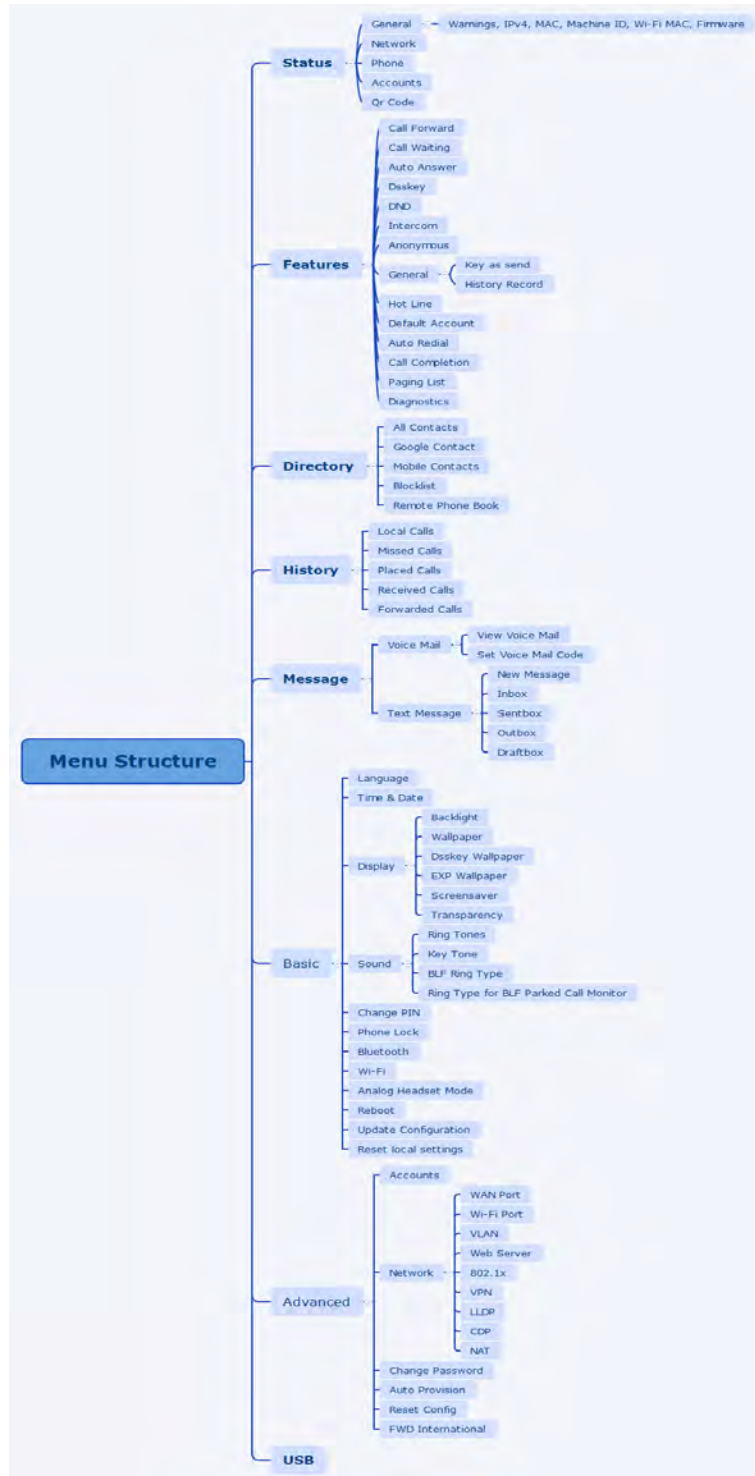 General
Warnings, IPv4, MAC, Machine ID, Wi-Fi MAC, Firmware
Network
Status
Phone
Accounts
Qr Code
Call Forward
Call Waiting
Auto Answer
Dsskey
DND
Intercom
Anonymous
Features
General
Key as send
History Record
Hot Line
Default Account
Auto Redial
Call Completion
Paging List
Diagnostics
All Contacts
Google Contact
Directory
Mobile Contacts
Blocklist
Remote Phone Book
Local Calls
Missed Calls
History
Placed Calls
Received Calls
Forwarded Calls
Message
Voice Mail
View Voice Mail
Set Voice Mail Code
Text Message
New Message
Inbox
Sentbox
Outbox
Draftbox
Menu Structure
Language
Time & Date
Display
Backlight
Wallpaper
Dsskey Wallpaper
EXP Wallpaper
Screensaver
Transparency
Basic
Sound
Ring Tones
Key Tone
BLF Ring Type
Ring Type for BLF Parked Call Monitor
Change PIN
Phone Lock
Bluetooth
Wi-Fi
Analog Headset Mode
Reboot
Update Configuration
Reset local settings
Accounts
Advanced
Network
WAN Port
Wi-Fi Port
VLAN
Web Server
802.1x
VPN
LLDP
CDP
NAT
Change Password
Auto Provision
Reset Config
FWD International
USB